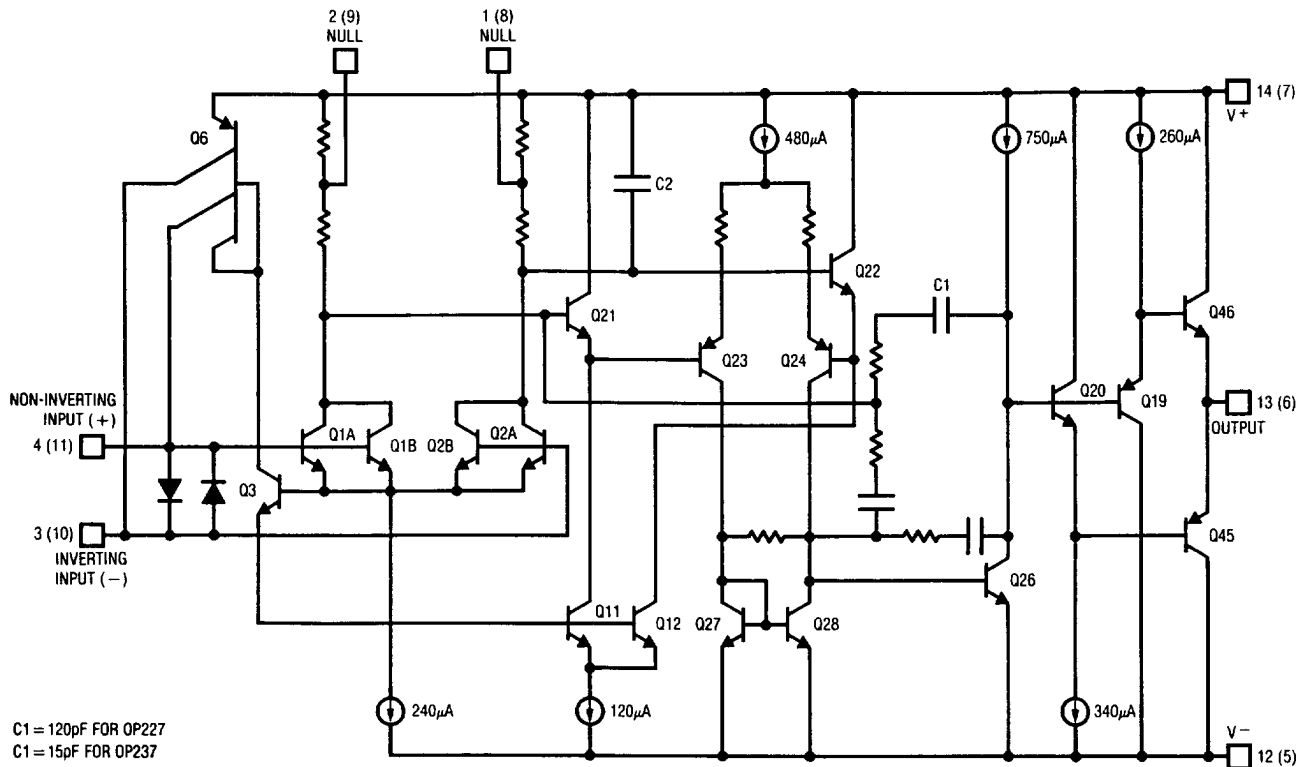 2 (9)
NULL
1 (8)
NULL
14 (7)
V+
Q6
480μA
750μA
260μA
C2
Q22
C1
Q21
Q46
Q23
Q24
Q20
Q19
NON-INVERTING
INPUT (+)
4 (11)
13 (6)
OUTPUT
Q1A
Q1B
Q2B
Q2A
Q3
3 (10)
INVERTING
INPUT (−)
Q45
Q26
Q11
Q12
Q27
Q28
240μA
120μA
340μA
C1 = 120pF FOR OP227
C1 = 15pF FOR OP237
V−
12 (5)